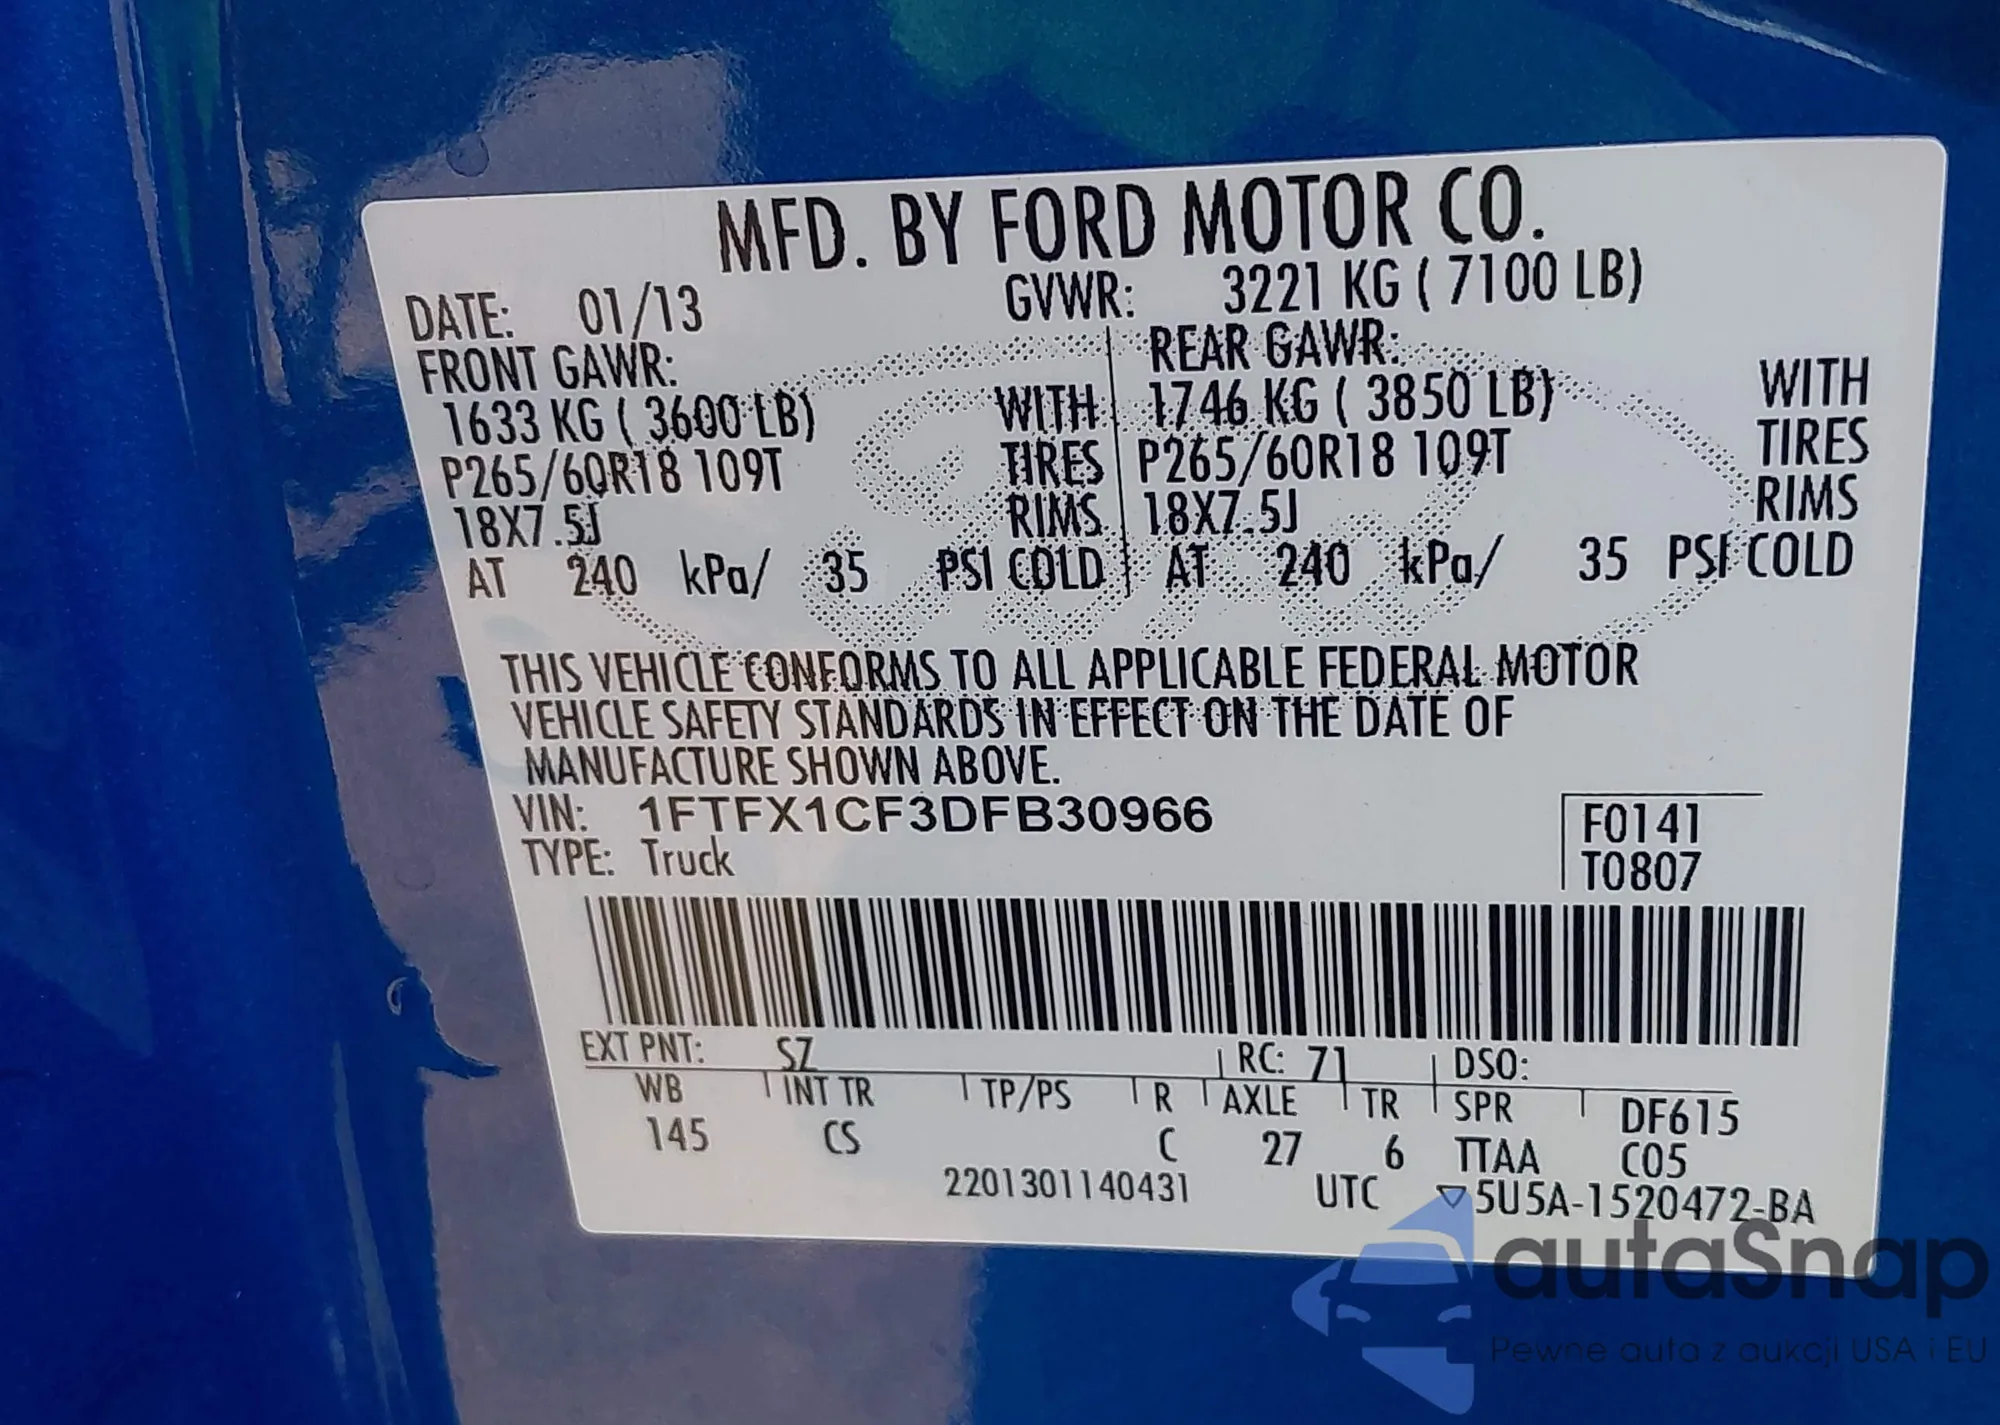 MFD. BY FORD MOTOR CO.
DATE: 01/13 GVWR: 3221 KG ( 7100 LB)
FRONT GAWR: REAR GAWR:
1633 KG ( 3600 LB) WITH 1746 KG ( 3850 LB) WITH
P265/60R18 109T TIRES P265/60R18 109T TIRES
18X7.5J RIMS 18X7.5J RIMS
AT 240 kPa/ 35 PSI COLD AT 240 kPa/ 35 PSI COLD
THIS VEHICLE CONFORMS TO ALL APPLICABLE FEDERAL MOTOR
VEHICLE SAFETY STANDARDS IN EFFECT ON THE DATE OF
MANUFACTURE SHOWN ABOVE.
VIN: 1FTFX1CF3DFB30966 F0141
TYPE: Truck T0807
EXT PNT: SZ RC: 71 DSO:
WB INT TR TP/PS R AXLE TR SPR DF615
145 CS C 27 6 TTAA C05
2201301140431 UTC ▽5U5A-1520472-BA
autaSnap
Pewne auta z aukcji USA i EU